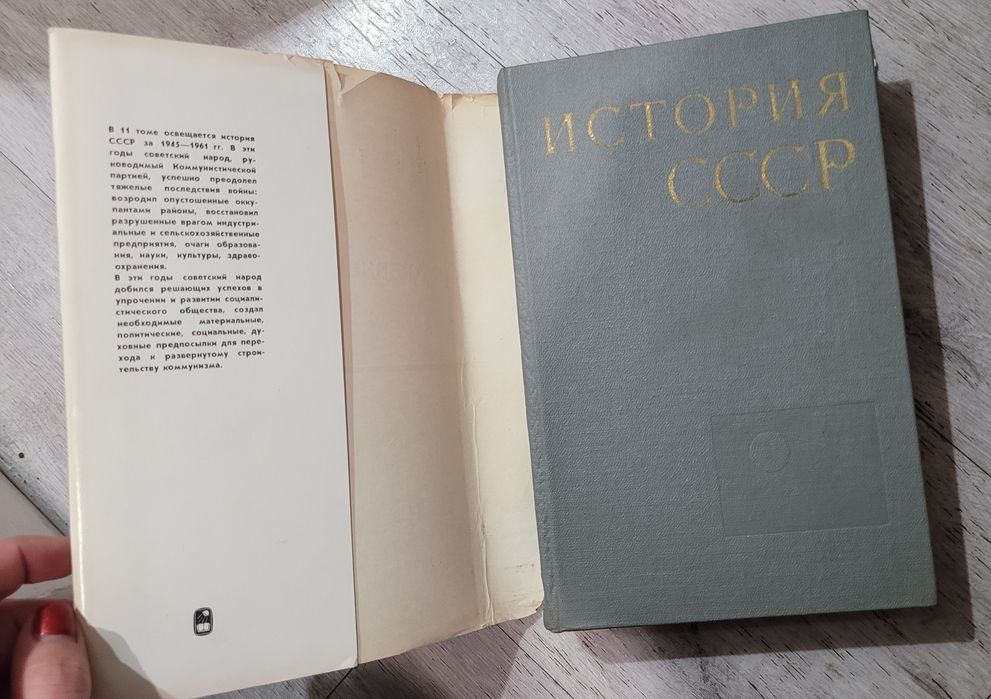 В 11 томе освещается история
СССР за 1945—1961 гг. В эти
годы советский народ, ру-
ководимый Коммунистической
партией, успешно преодолел
тяжелые последствия войны:
возродил опустошенные окку-
пантами районы, восстановил
разрушенные врагом индустри-
альные и сельскохозяйственные
предприятия, очаги образова-
ния, науки, культуры, здраво-
охранения.
В эти годы советский народ
добился решающих успехов в
упрочении и развитии социали-
стического общества, создал
необходимые материальные,
политические, социальные, ду-
ховные предпосылки для пере-
хода к развернутому строи-
тельству коммунизма.
ИСТОРИЯ
СССР